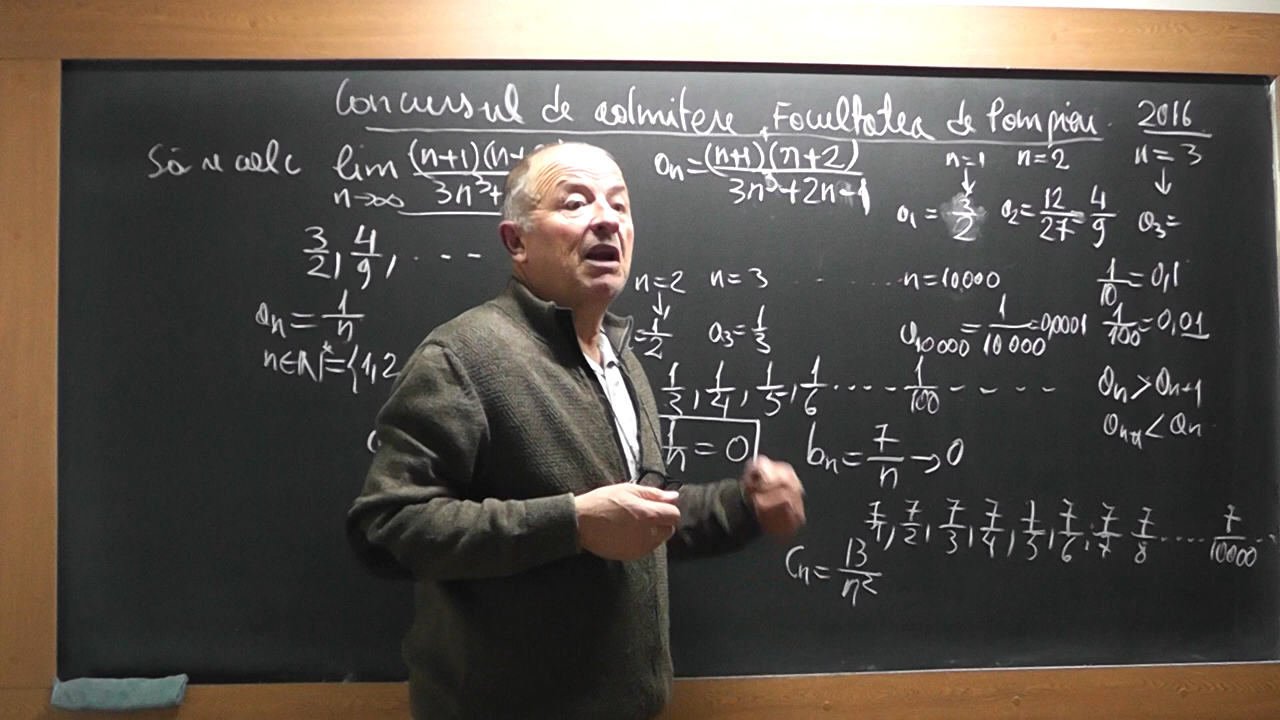 Concursul de admitere, Facultatea de Pompieri 2016
Să se calc lim n→∞ (n+1)(n+ / 3n³+ aₙ=(n+1)(n+2)/3n³+2n-1 n=1 n=2 n=3
a₁=3/2 a₂=12/27=4/9 a₃=
3/2, 4/9, ...
n=2 n=3 ........ n=10000 1/10=0,1
aₙ=1/n =1/2 a₃=1/3 a₁₀₀₀₀=1/10000=0,0001 1/100=0,01
n∈ℕ*={1,2
1/3, 1/4, 1/5, 1/6 ..... 1/100 - - - - aₙ>aₙ₊₁
aₙ₊₁<aₙ
1/n=0 bₙ=7/n→0
7/1, 7/2, 7/3, 7/4, 7/5, 7/6, 7/7 7/8 .... 7/10000 ..
Cₙ=13/n²